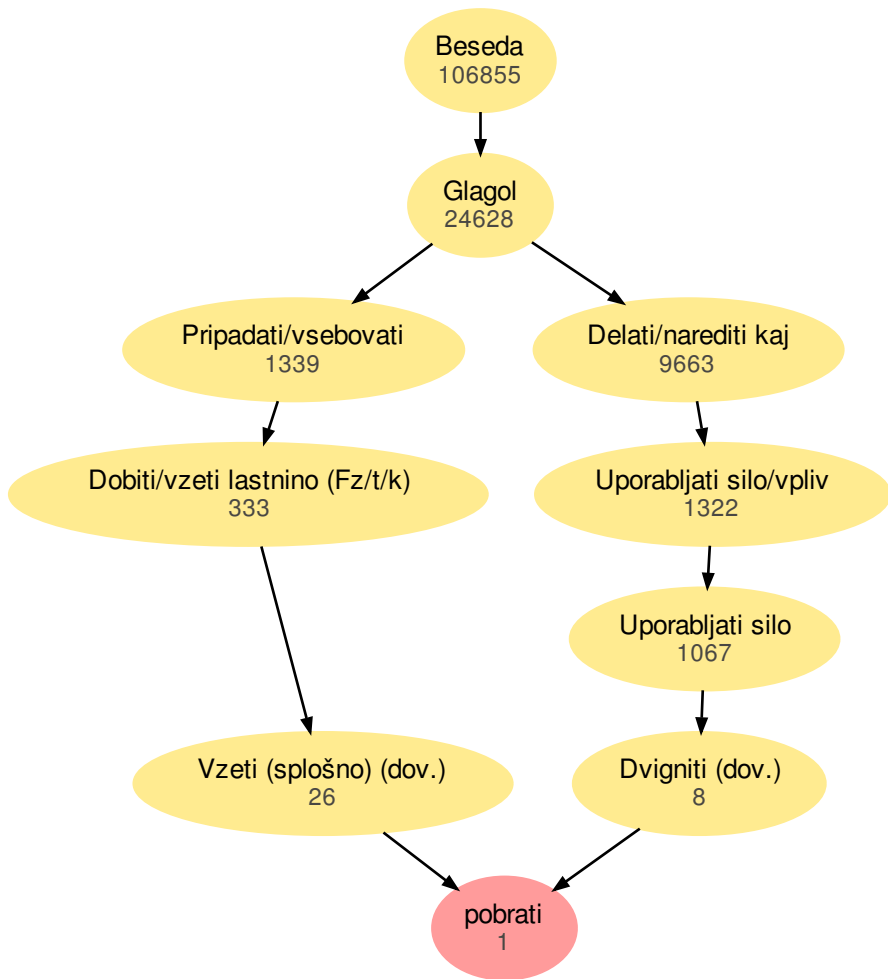 Beseda
106855
Glagol
24628
Pripadati/vsebovati
1339
Delati/narediti kaj
9663
Dobiti/vzeti lastnino (Fz/t/k)
333
Uporabljati silo/vpliv
1322
Uporabljati silo
1067
Vzeti (splošno) (dov.)
26
Dvigniti (dov.)
8
pobrati
1